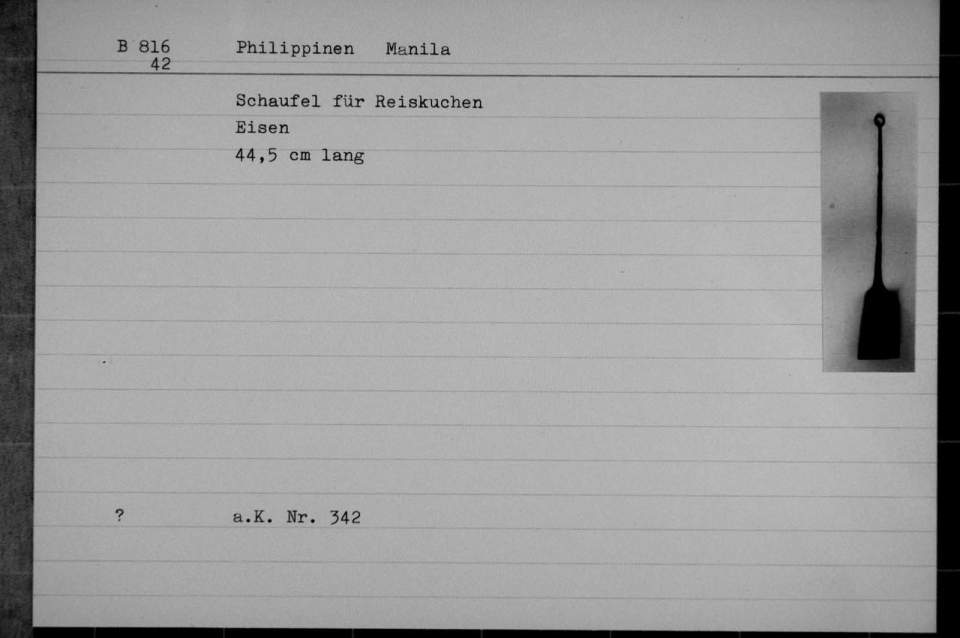 B 816 Philippinen Manila
42
Schaufel für Reiskuchen
Eisen
44,5 cm lang
? a.K. Nr. 342